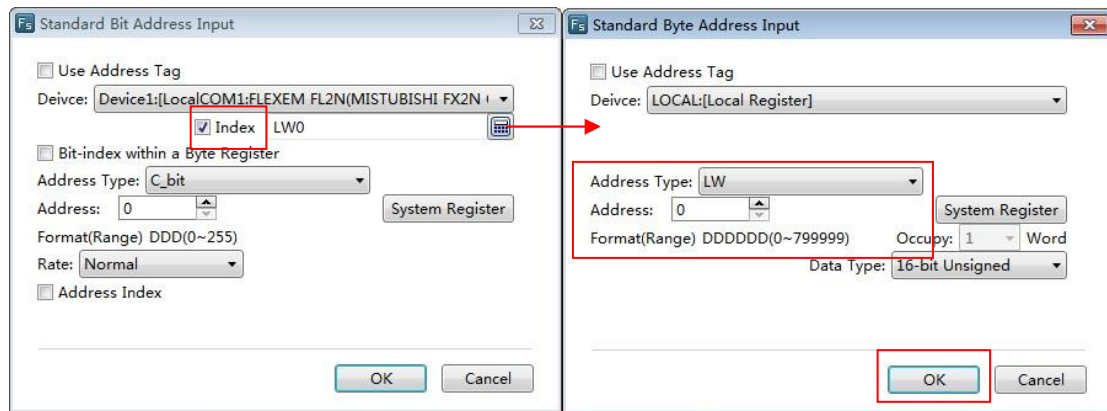 Fs Standard Bit Address Input
Use Address Tag
Deivce: Device1:[LocalCOM1:FLEXEM FL2N(MISTUBISHI FX2N (
Index LW0
Bit-index within a Byte Register
Address Type: C_bit
Address: 0 System Register
Format(Range) DDD(0~255)
Rate: Normal
Address Index
OK Cancel
Fs Standard Byte Address Input
Use Address Tag
Deivce: LOCAL:[Local Register]
Address Type: LW
Address: 0 System Register
Format(Range) DDDDDD(0~799999) Occupy: 1 Word
Data Type: 16-bit Unsigned
OK Cancel